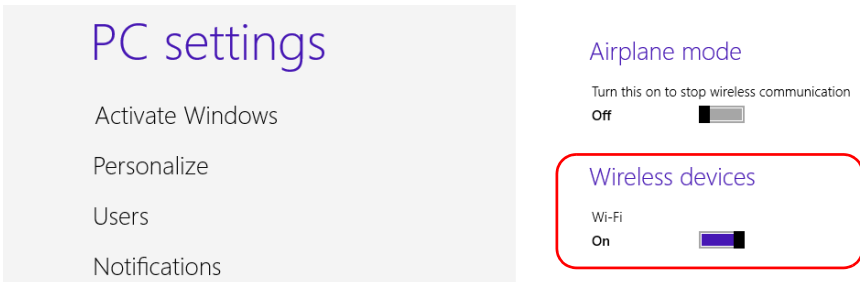 PC settings
Activate Windows
Personalize
Users
Notifications
Airplane mode
Turn this on to stop wireless communication
Off
Wireless devices
Wi-Fi
On